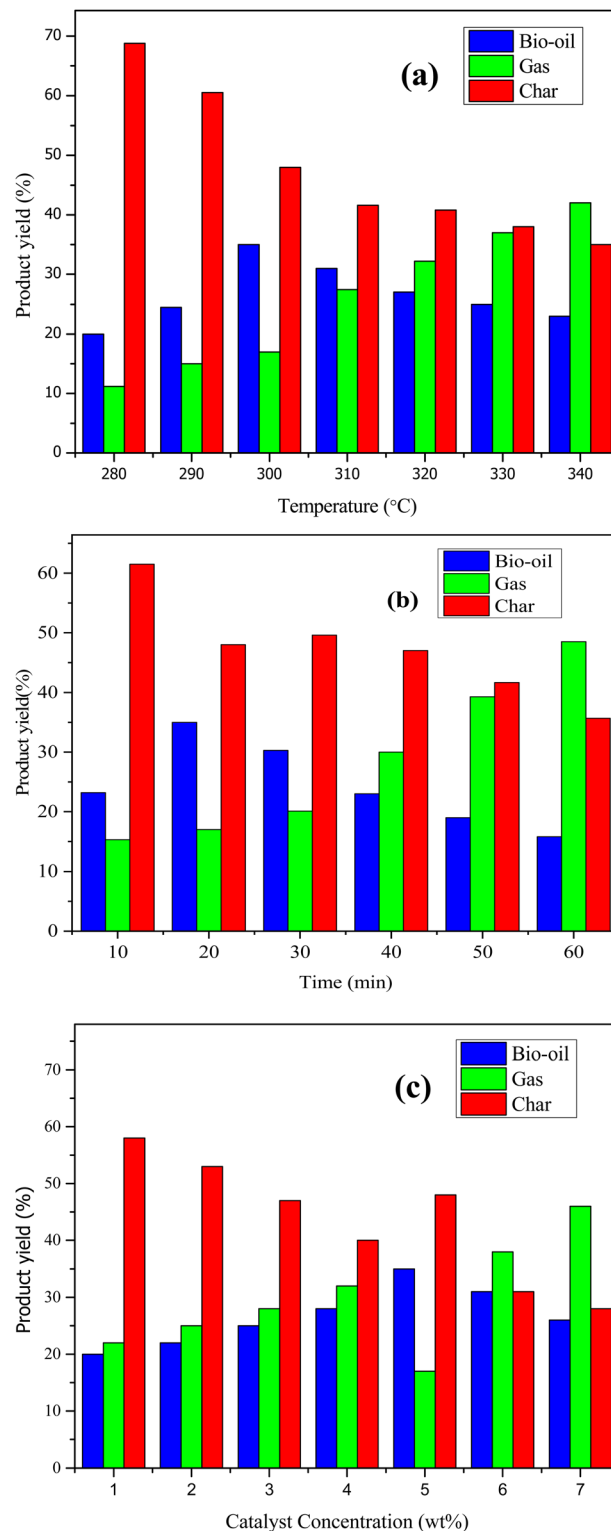 70
60
50
40
30
20
10
0
Product yield (%)
(a)
Bio-oil
Gas
Char
280 290 300 310 320 330 340
Temperature (°C)
60
50
40
30
20
10
0
Product yield(%)
(b)
Bio-oil
Gas
Char
10 20 30 40 50 60
Time (min)
70
60
50
40
30
20
10
0
Product yield (%)
(c)
Bio-oil
Gas
Char
1 2 3 4 5 6 7
Catalyst Concentration (wt%)